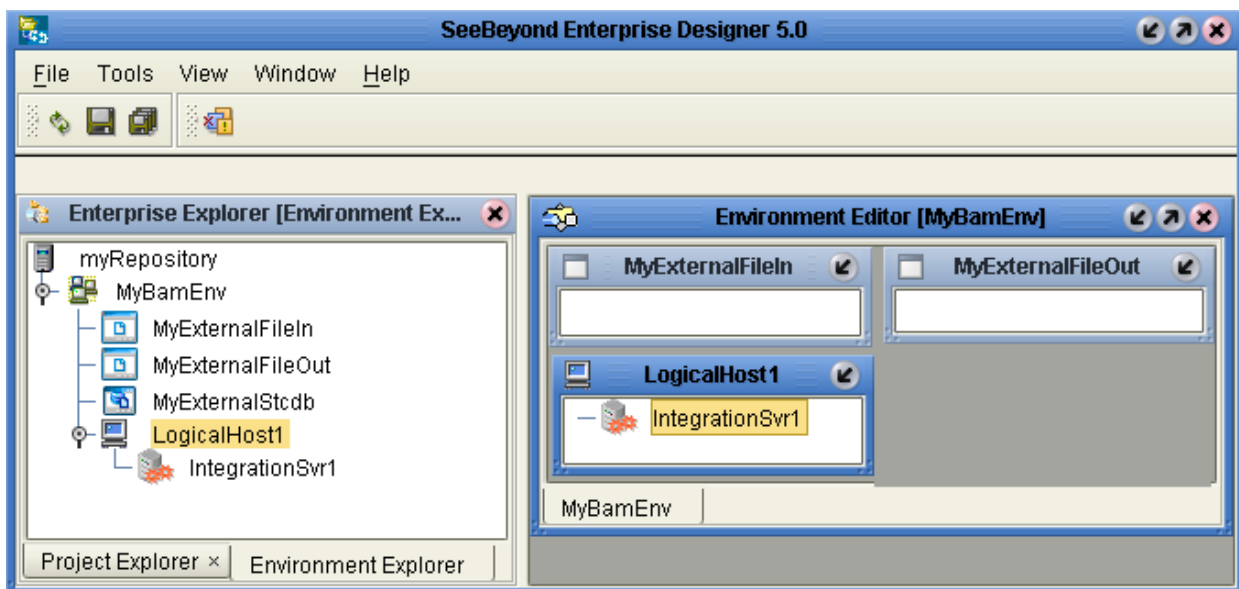 SeeBeyond Enterprise Designer 5.0
File Tools View Window Help
Enterprise Explorer [Environment Ex...
myRepository
MyBamEnv
MyExternalFileIn
MyExternalFileOut
MyExternalStcdb
LogicalHost1
IntegrationSvr1
Project Explorer × Environment Explorer
Environment Editor [MyBamEnv]
MyExternalFileIn MyExternalFileOut
LogicalHost1
IntegrationSvr1
MyBamEnv